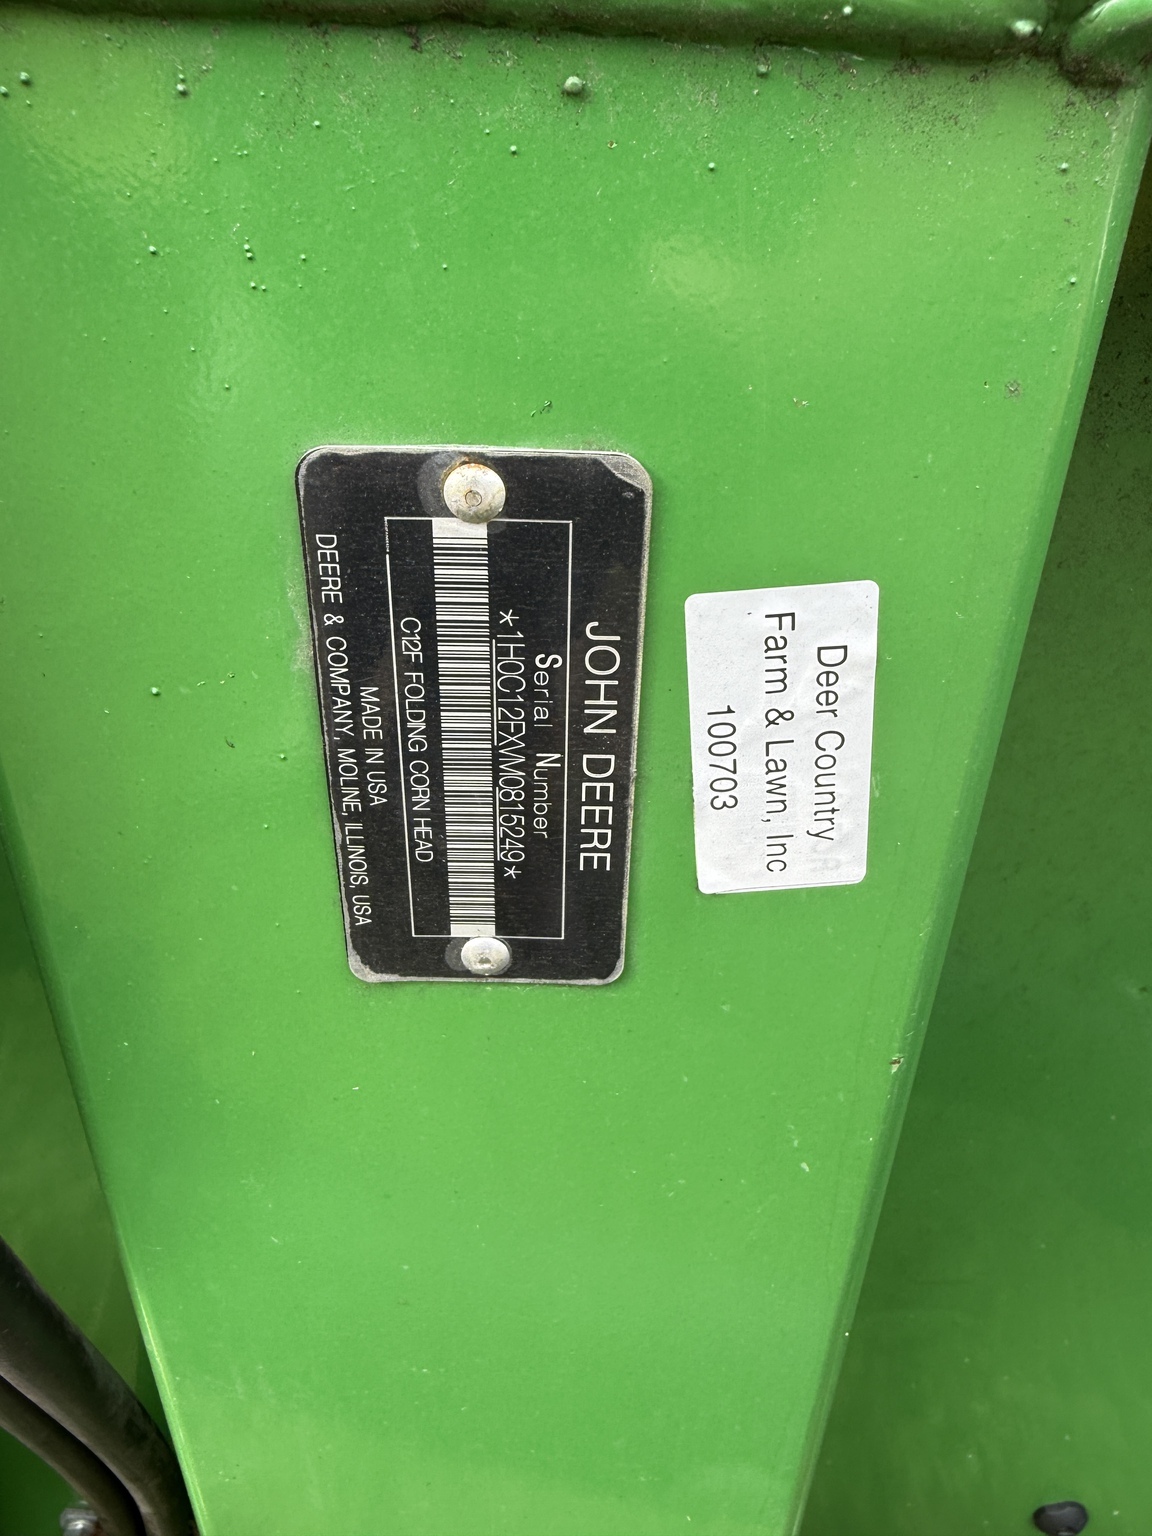 JOHN DEERE
Serial Number
*1H0C12FXVM0815249*
C12F FOLDING CORN HEAD
MADE IN USA
DEERE & COMPANY, MOLINE, ILLINOIS, USA
Deer Country
Farm & Lawn, Inc
100703